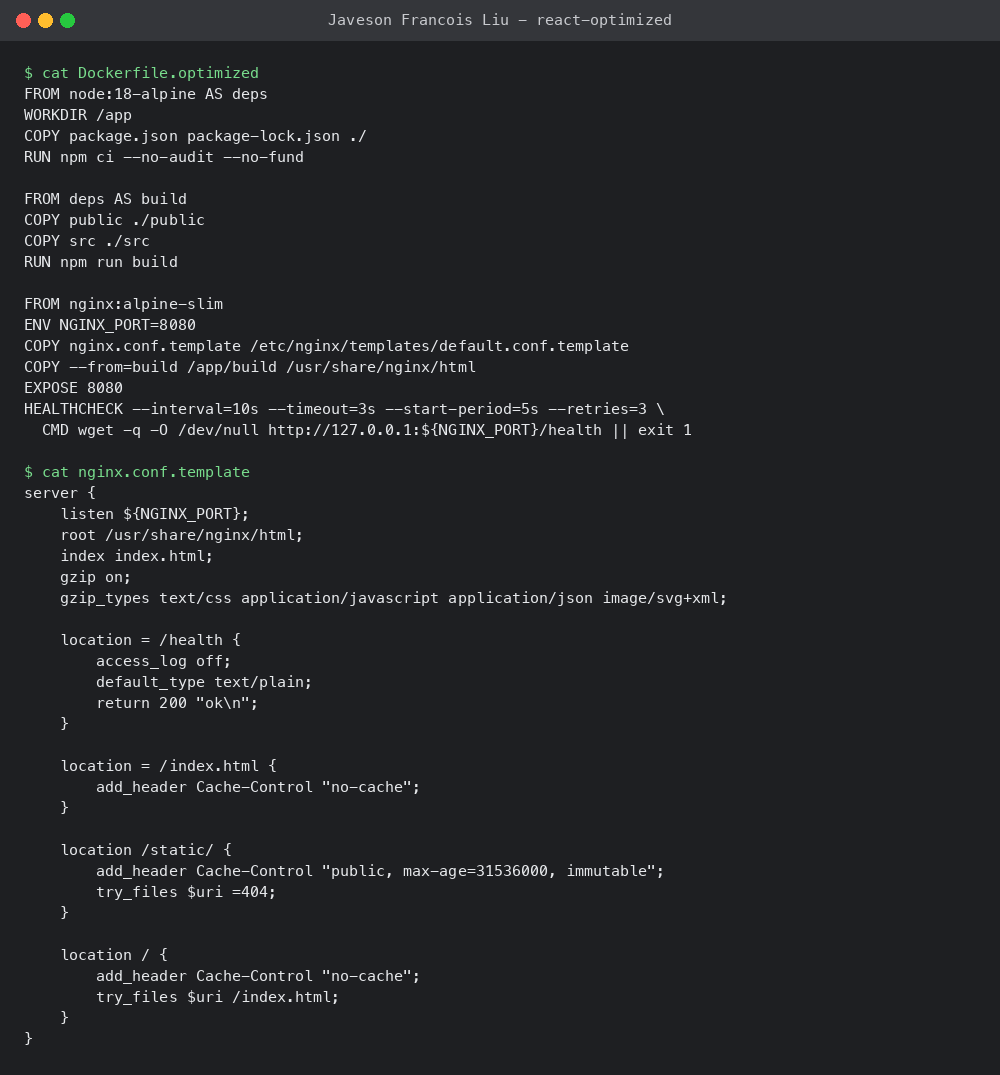 Javeson Francois Liu - react-optimized
$ cat Dockerfile.optimized
FROM node:18-alpine AS deps
WORKDIR /app
COPY package.json package-lock.json ./
RUN npm ci --no-audit --no-fund

FROM deps AS build
COPY public ./public
COPY src ./src
RUN npm run build

FROM nginx:alpine-slim
ENV NGINX_PORT=8080
COPY nginx.conf.template /etc/nginx/templates/default.conf.template
COPY --from=build /app/build /usr/share/nginx/html
EXPOSE 8080
HEALTHCHECK --interval=10s --timeout=3s --start-period=5s --retries=3 \
  CMD wget -q -O /dev/null http://127.0.0.1:${NGINX_PORT}/health || exit 1

$ cat nginx.conf.template
server {
    listen ${NGINX_PORT};
    root /usr/share/nginx/html;
    index index.html;
    gzip on;
    gzip_types text/css application/javascript application/json image/svg+xml;

    location = /health {
        access_log off;
        default_type text/plain;
        return 200 "ok\n";
    }

    location = /index.html {
        add_header Cache-Control "no-cache";
    }

    location /static/ {
        add_header Cache-Control "public, max-age=31536000, immutable";
        try_files $uri =404;
    }

    location / {
        add_header Cache-Control "no-cache";
        try_files $uri /index.html;
    }
}